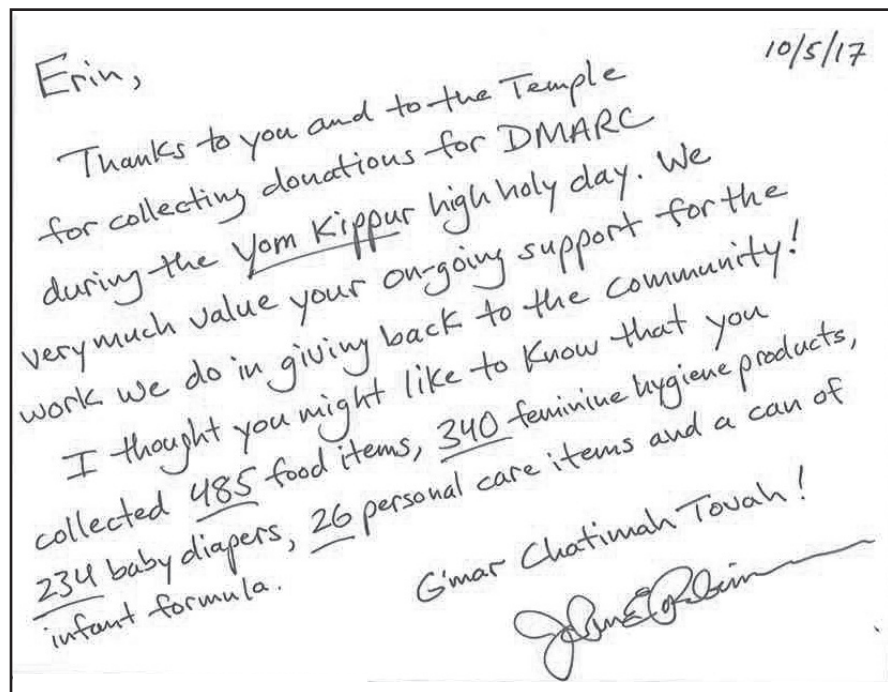 10/5/17
Erin,
Thanks to you and to the Temple
for collecting donations for DMARC
during the Yom Kippur high holy day. We
very much value your on-going support for the
work we do in giving back to the community!
I thought you might like to know that you
collected 485 food items, 340 feminine hygiene products,
234 baby diapers, 26 personal care items and a can of
infant formula.
G'mar Chatimah Tovah!